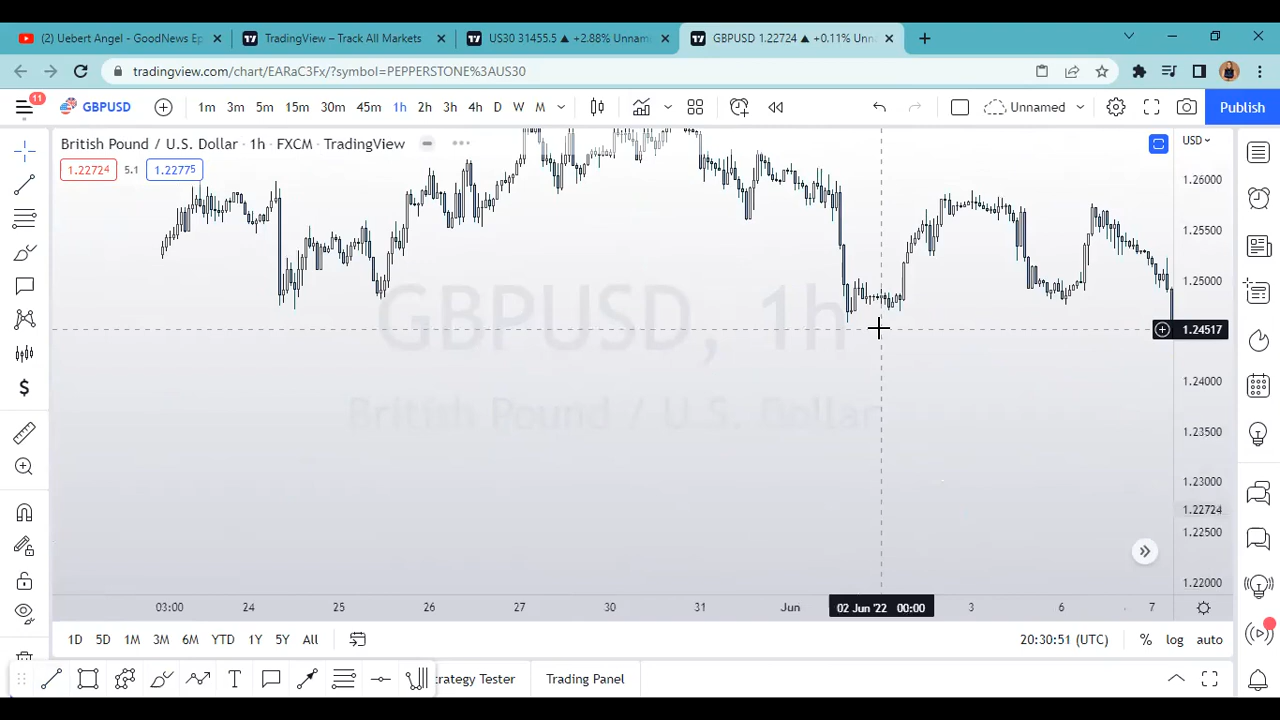 (2) Uebert Angel - GoodNews Ep
TradingView – Track All Markets
US30 31455.5 ▲ +2.88% Unnam
GBPUSD 1.22724 ▲ +0.11% Unn
tradingview.com/chart/EARaC3Fx/?symbol=PEPPERSTONE%3AUS30
11
GBPUSD
1m 3m 5m 15m 30m 45m 1h 2h 3h 4h D W M
Unnamed
Publish
British Pound / U.S. Dollar · 1h · FXCM · TradingView
USD
1.22724 5.1 1.22775
1.26000
1.25500
1.25000
GBPUSD, 1h
British Pound / U.S. Dollar
1.24517
1.24000
1.23500
1.23000
1.22724
1.22500
1.22000
03:00 24 25 26 27 30 31 Jun 02 Jun '22 00:00 3 6 7
1D 5D 1M 3M 6M YTD 1Y 5Y All
20:30:51 (UTC) % log auto
trategy Tester
Trading Panel